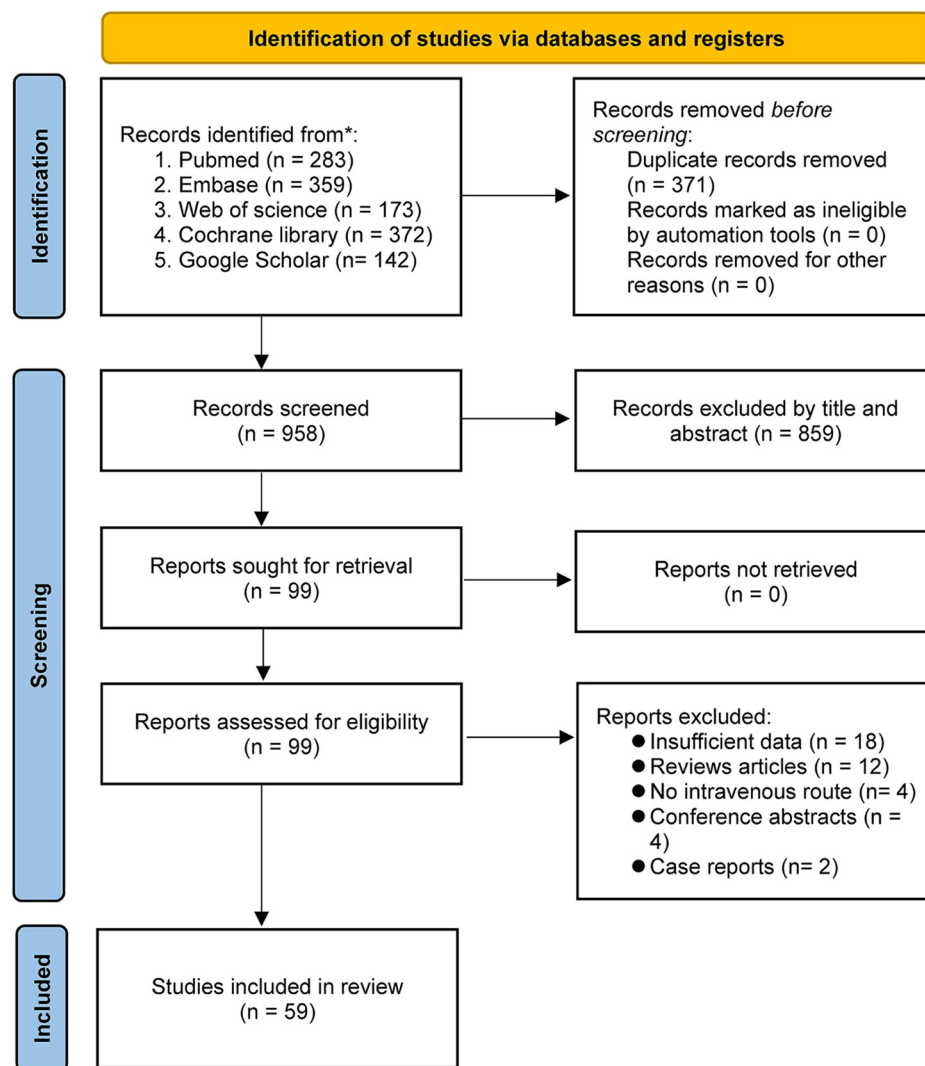 Identification of studies via databases and registers
Identification
Records identified from*:
1. Pubmed (n = 283)
2. Embase (n = 359)
3. Web of science (n = 173)
4. Cochrane library (n = 372)
5. Google Scholar (n= 142)
Records removed before
screening:
Duplicate records removed
(n = 371)
Records marked as ineligible
by automation tools (n = 0)
Records removed for other
reasons (n = 0)
Screening
Records screened
(n = 958)
Records excluded by title and
abstract (n = 859)
Reports sought for retrieval
(n = 99)
Reports not retrieved
(n = 0)
Reports assessed for eligibility
(n = 99)
Reports excluded:
● Insufficient data (n = 18)
● Reviews articles (n = 12)
● No intravenous route (n= 4)
● Conference abstracts (n =
4)
● Case reports (n= 2)
Included
Studies included in review
(n = 59)